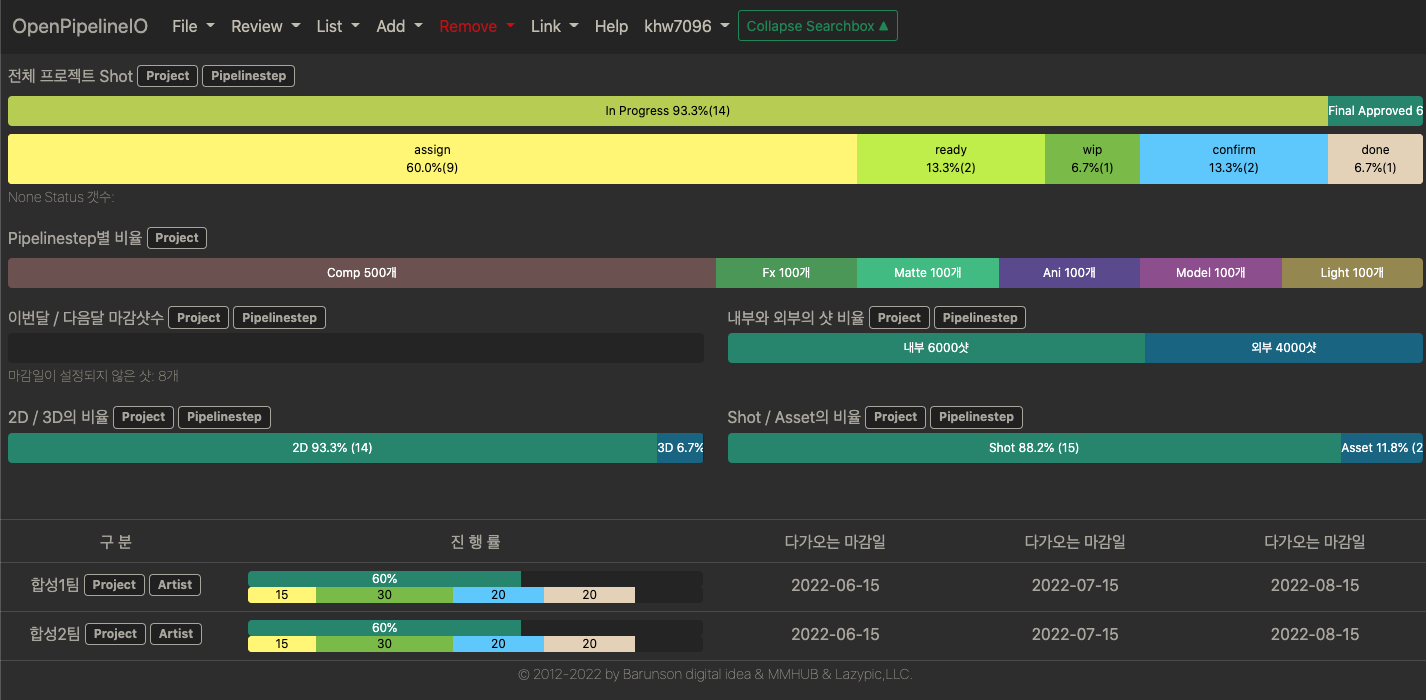 OpenPipelineIO File Review List Add Remove Link Help khw7096 Collapse Searchbox ▲
전체 프로젝트 Shot Project Pipelinestep
In Progress 93.3%(14) Final Approved 6
assign ready wip confirm done
60.0%(9) 13.3%(2) 6.7%(1) 13.3%(2) 6.7%(1)
None Status 갯수:
Pipelinestep별 비율 Project
Comp 500개 Fx 100개 Matte 100개 Ani 100개 Model 100개 Light 100개
이번달 / 다음달 마감샷수 Project Pipelinestep
마감일이 설정되지 않은 샷: 8개
내부와 외부의 샷 비율 Project Pipelinestep
내부 6000샷 외부 4000샷
2D / 3D의 비율 Project Pipelinestep
2D 93.3% (14) 3D 6.7%
Shot / Asset의 비율 Project Pipelinestep
Shot 88.2% (15) Asset 11.8% (2
구 분 진 행 률 다가오는 마감일 다가오는 마감일 다가오는 마감일
합성1팀 Project Artist 60% 2022-06-15 2022-07-15 2022-08-15
15 30 20 20
합성2팀 Project Artist 60% 2022-06-15 2022-07-15 2022-08-15
15 30 20 20
© 2012-2022 by Barunson digital idea & MMHUB & Lazypic,LLC.